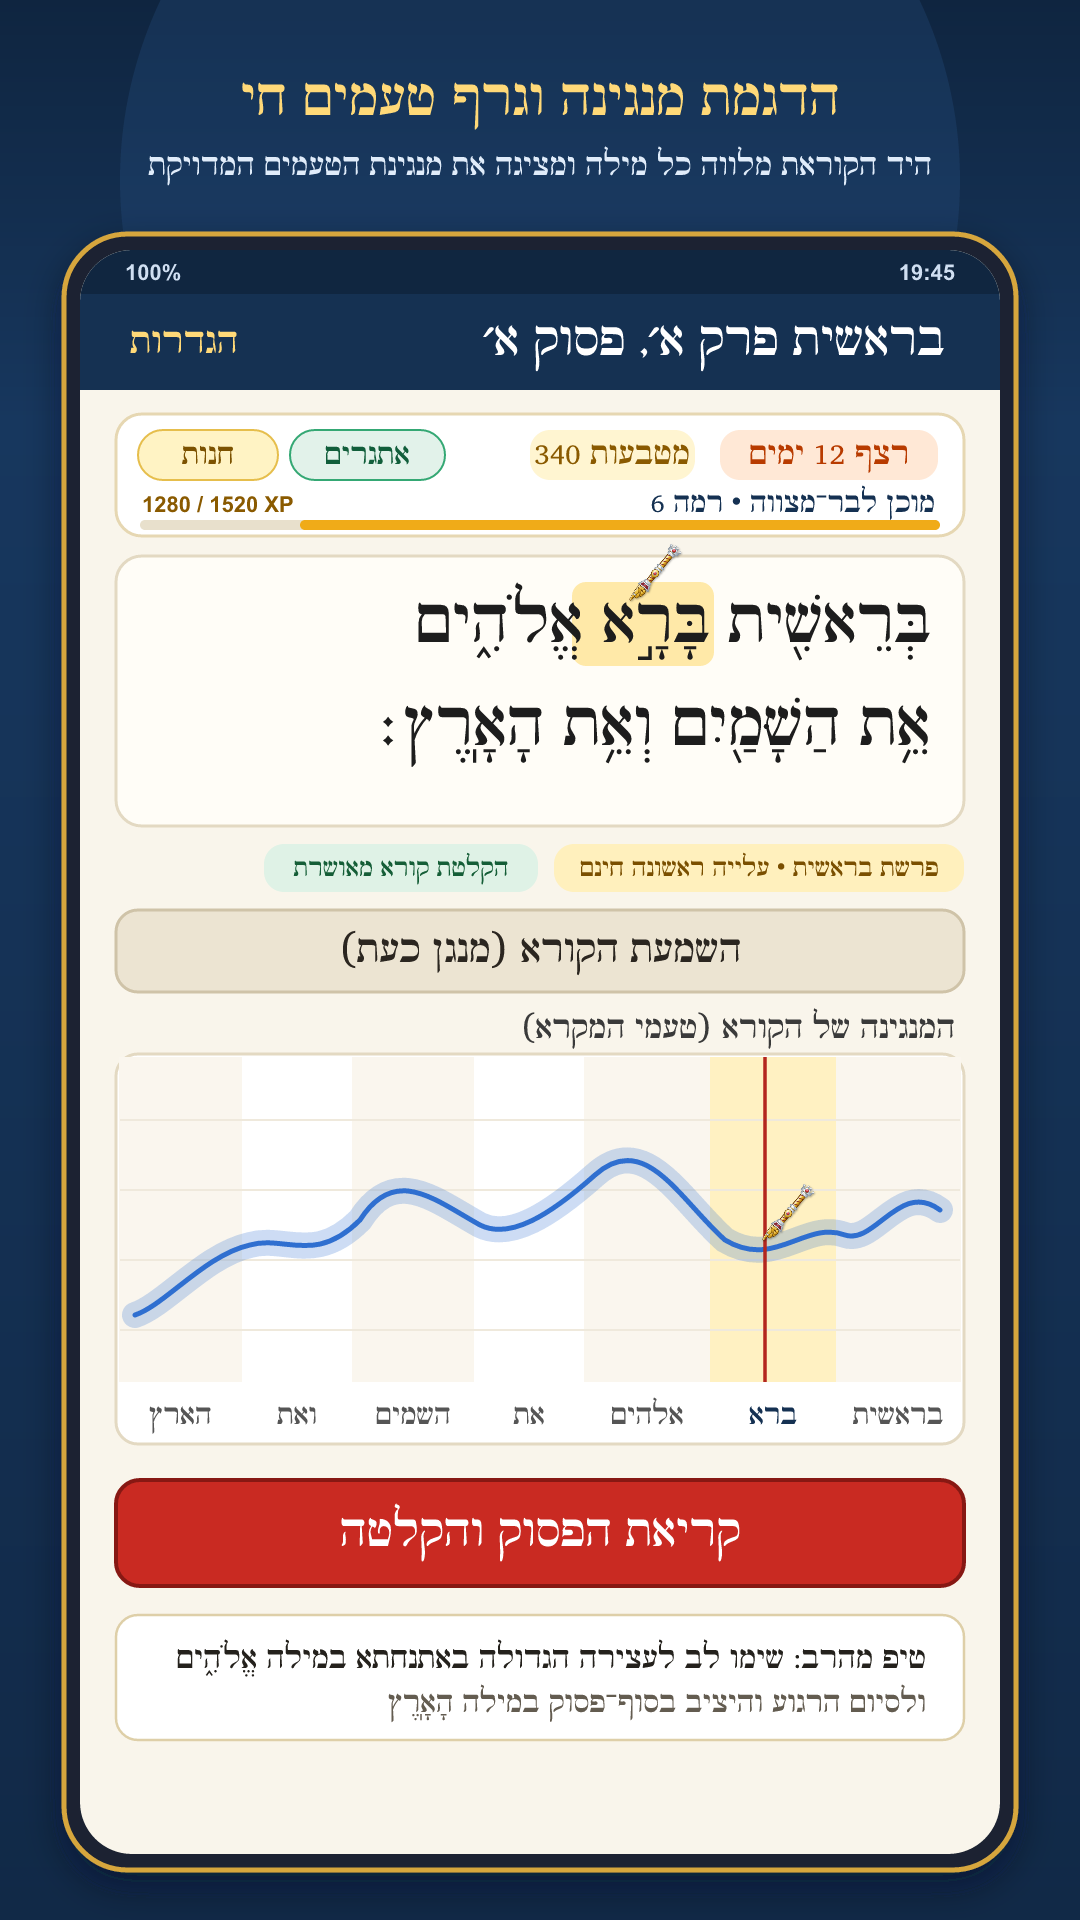 הדגמת מנגינה וגרף טעמים חי
היד הקוראת מלווה כל מילה ומציגה את מנגינת הטעמים המדויקת
19:45 100%
בראשית פרק א׳, פסוק א׳ הגדרות
רצף 12 ימים מטבעות 340 אתגרים חנות
מוכן לבר־מצווה • רמה 6 1280 / 1520 XP
בְּרֵאשִׁ֖ית בָּרָ֣א אֱלֹהִ֑ים
אֵ֥ת הַשָּׁמַ֖יִם וְאֵ֥ת הָאָֽרֶץ׃
פרשת בראשית • עלייה ראשונה חינם הקלטת קורא מאושרת
השמעת הקורא (מנגן כעת)
המנגינה של הקורא (טעמי המקרא)
בראשית ברא אלהים את השמים ואת הארץ
קריאת הפסוק והקלטה
טיפ מהרב: שימו לב לעצירה הגדולה באתנחתא במילה אֱלֹהִ֑ים
ולסיום הרגוע והיציב בסוף־פסוק במילה הָאָֽרֶץ